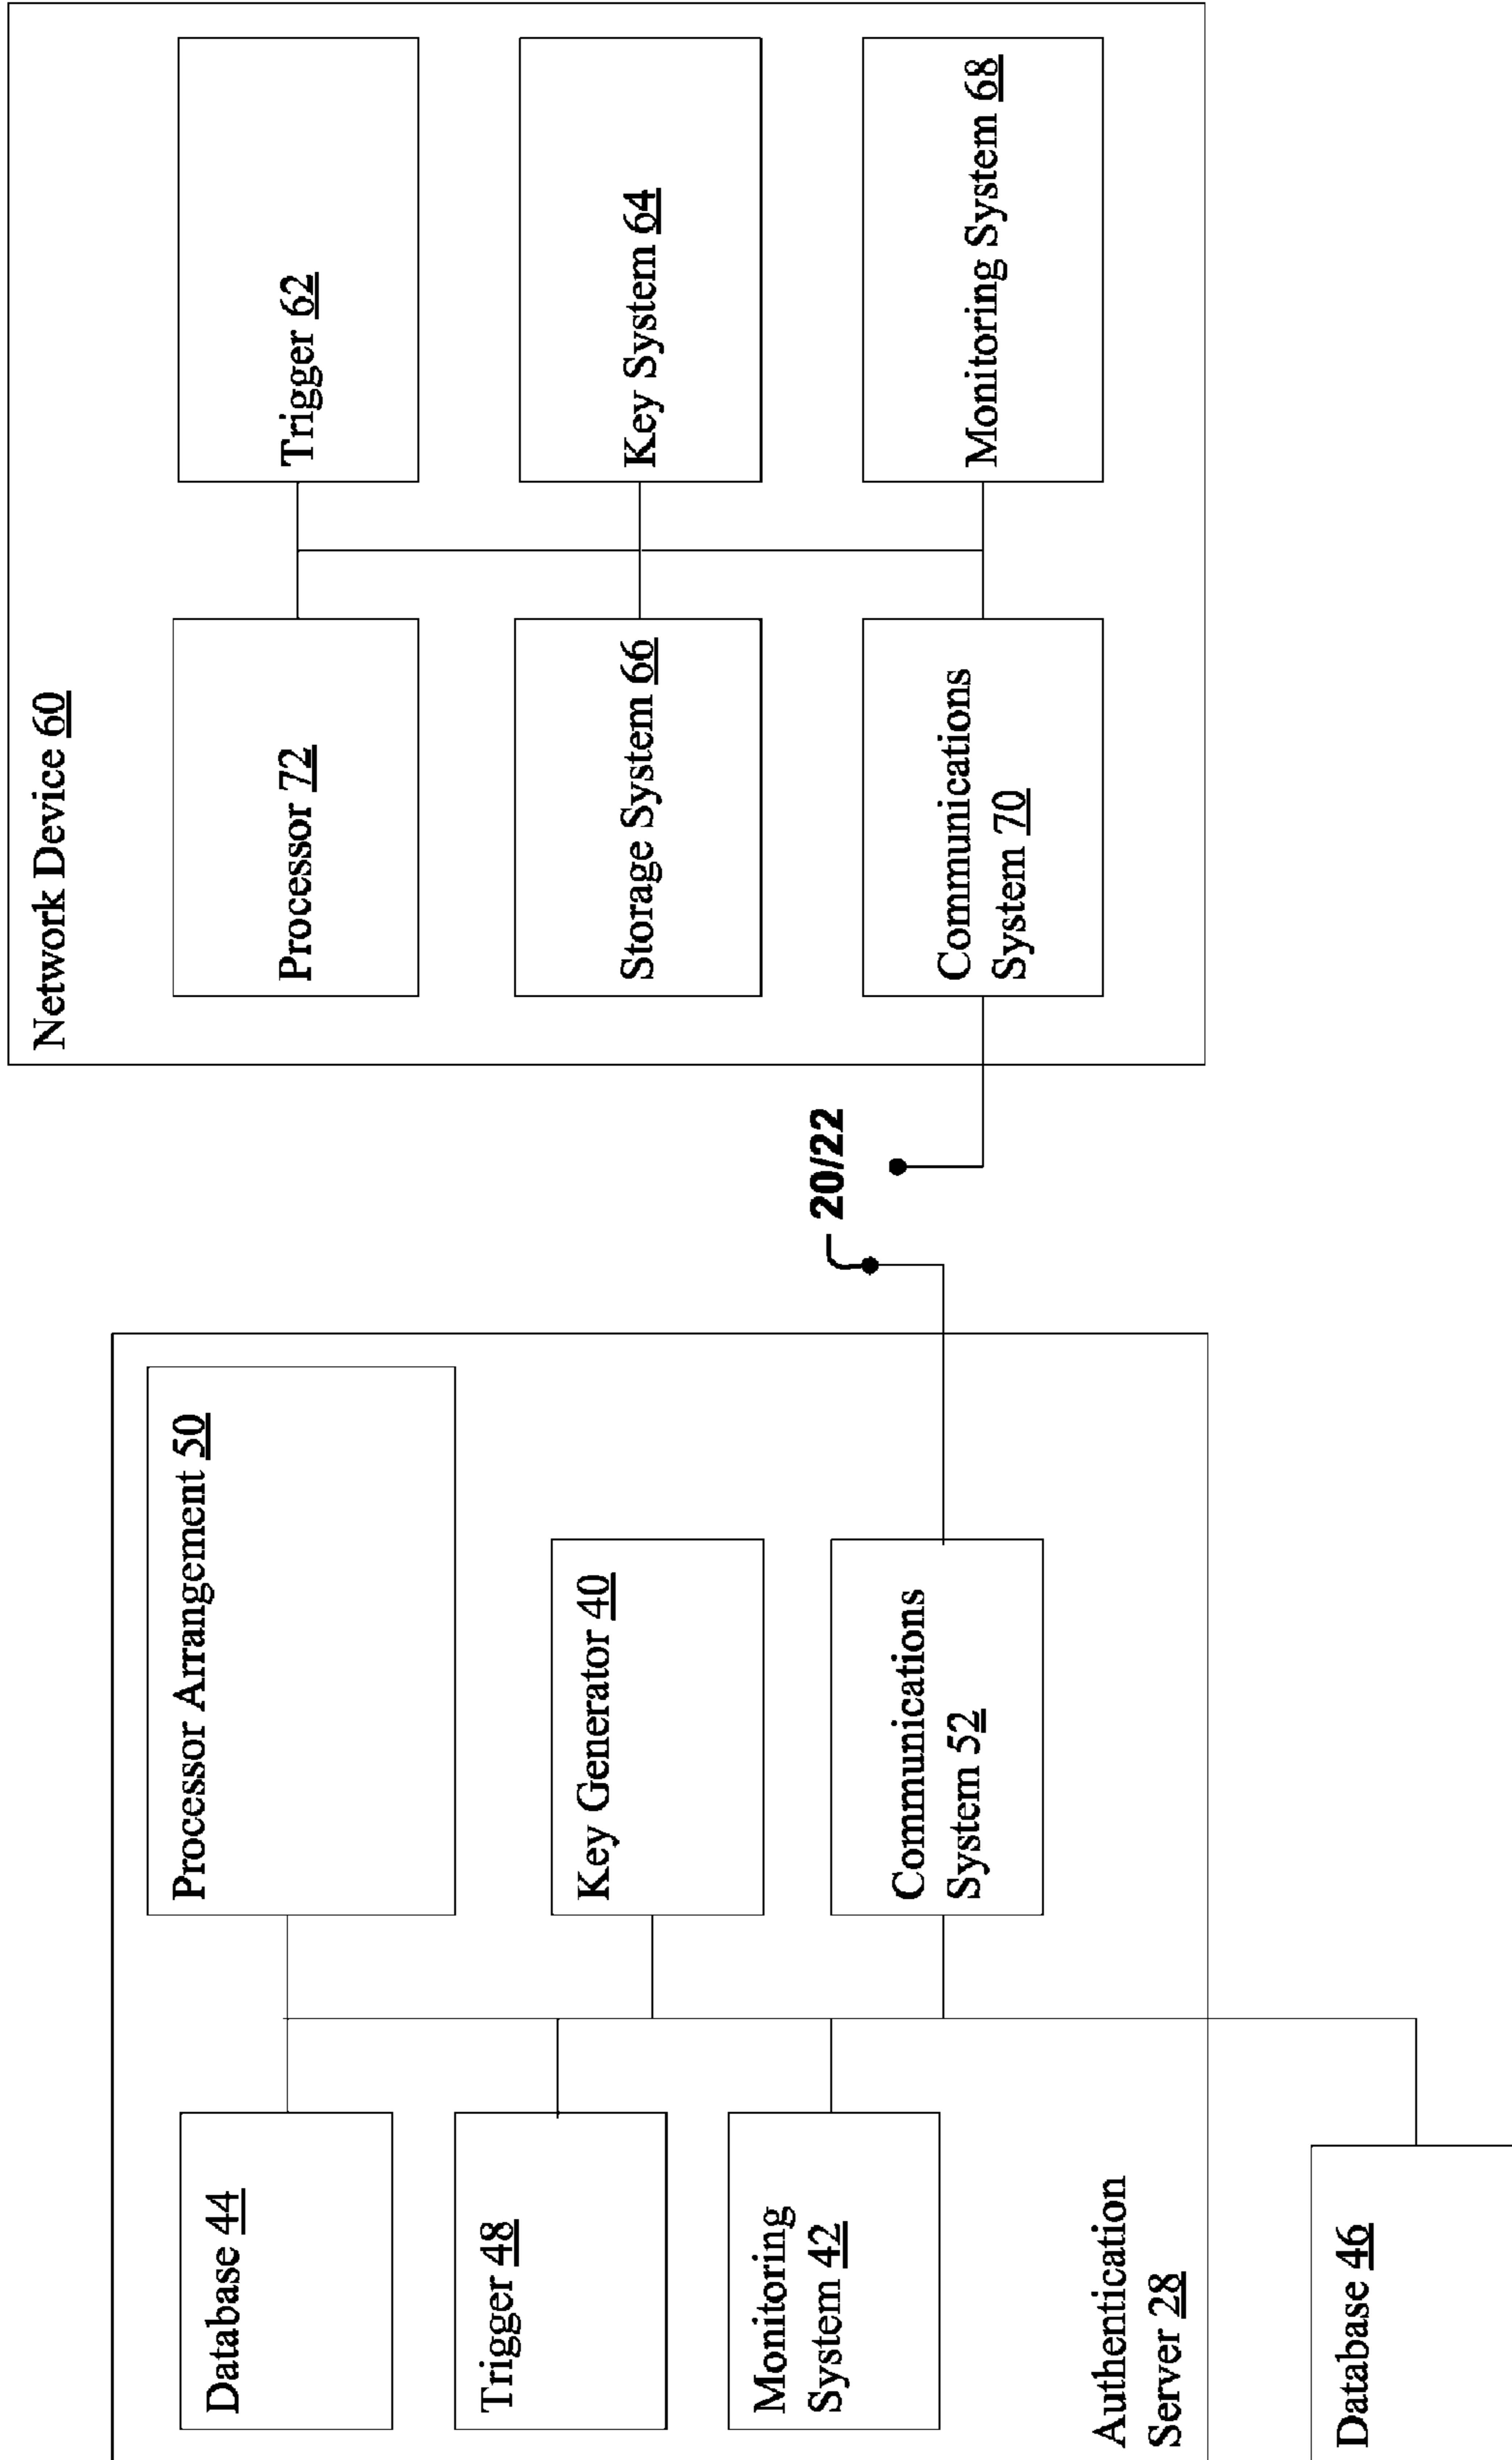 Database 44
Trigger 48
Monitoring
System 42
Authentication
Server 28
Database 46
Processor Arrangement 50
Key Generator 40
Communications
System 52
20/22
Network Device 60
Processor 72
Storage System 66
Communications
System 70
Trigger 62
Key System 64
Monitoring System 68